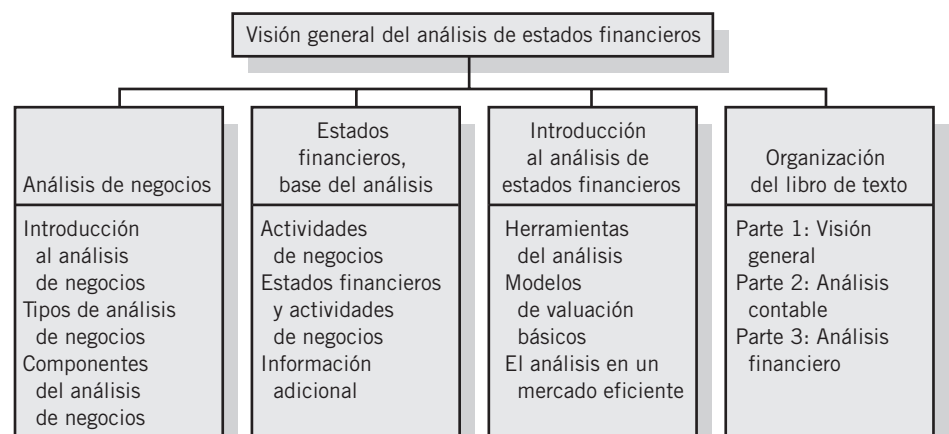 Visión general del análisis de estados financieros
Análisis de negocios
Introducción
al análisis
de negocios
Tipos de análisis
de negocios
Componentes
del análisis
de negocios
Estados
financieros,
base del análisis
Actividades
de negocios
Estados financieros
y actividades
de negocios
Información
adicional
Introducción
al análisis de
estados financieros
Herramientas
del análisis
Modelos
de valuación
básicos
El análisis en un
mercado eficiente
Organización
del libro de texto
Parte 1: Visión
general
Parte 2: Análisis
contable
Parte 3: Análisis
financiero